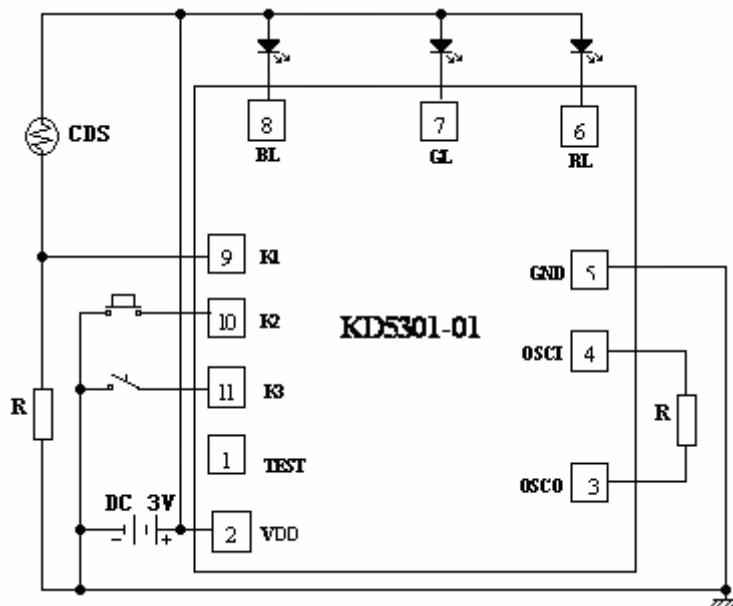 CDS
8
BL
7
GL
6
RL
9
K1
GND
5
10
K2
KD5301-01
OSCI
4
11
K3
R
R
1
TEST
OSCO
3
DC 3V
- +
2
VDD